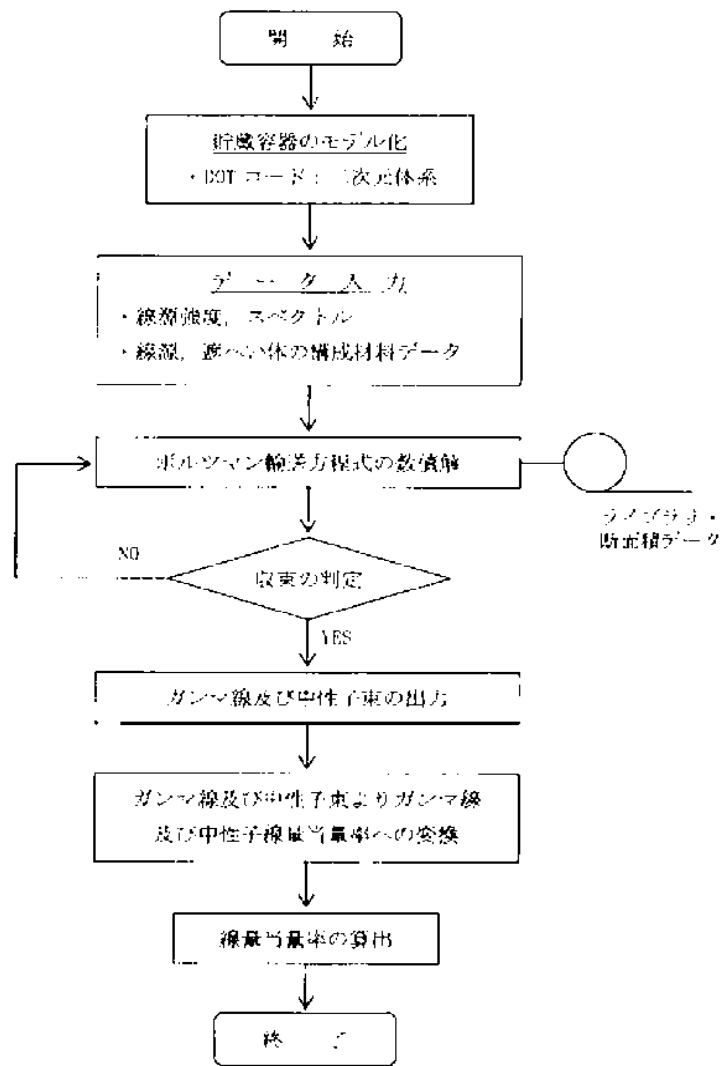 開始
貯蔵容器のモデル化
・DOT コード：二次元体系
データ入力
・線源強度，スペクトル
・線源，遮へい体の構成材料データ
ボルツマン輸送方程式の数値解
ライブラリ・
断面積データ
NO
収束の判定
YES
ガンマ線及び中性子束の出力
ガンマ線及び中性子束よりガンマ線
及び中性子線量当量率への変換
線量当量率の算出
終了